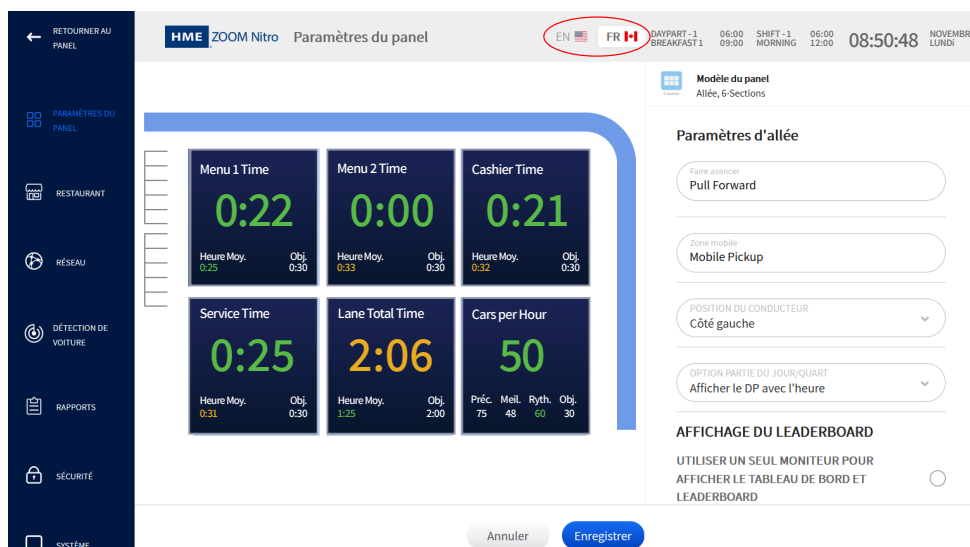 RETOURNER AU
PANEL
HME ZOOM Nitro Paramètres du panel
EN FR
DAYPART - 1 06:00 SHIFT - 1 06:00
BREAKFAST 1 09:00 MORNING 12:00
08:50:48
NOVEMBR
LUNDI
PARAMÈTRES DU
PANEL
RESTAURANT
RÉSEAU
DÉTECTION DE
VOITURE
RAPPORTS
SÉCURITÉ
SYSTÈME
Menu 1 Time
0:22
Heure Moy. Obj.
0:25 0:30
Menu 2 Time
0:00
Heure Moy. Obj.
0:33 0:30
Cashier Time
0:21
Heure Moy. Obj.
0:32 0:30
Service Time
0:25
Heure Moy. Obj.
0:31 0:30
Lane Total Time
2:06
Heure Moy. Obj.
1:25 2:00
Cars per Hour
50
Préc. Meil. Ryth. Obj.
75 48 60 30
Modèle du panel
Allée, 6-Sections
Paramètres d'allée
Faire avancer
Pull Forward
Zone mobile
Mobile Pickup
POSITION DU CONDUCTEUR
Côté gauche
OPTION PARTIE DU JOUR/QUART
Afficher le DP avec l'heure
AFFICHAGE DU LEADERBOARD
UTILISER UN SEUL MONITEUR POUR
AFFICHER LE TABLEAU DE BORD ET
LEADERBOARD
Annuler Enregistrer